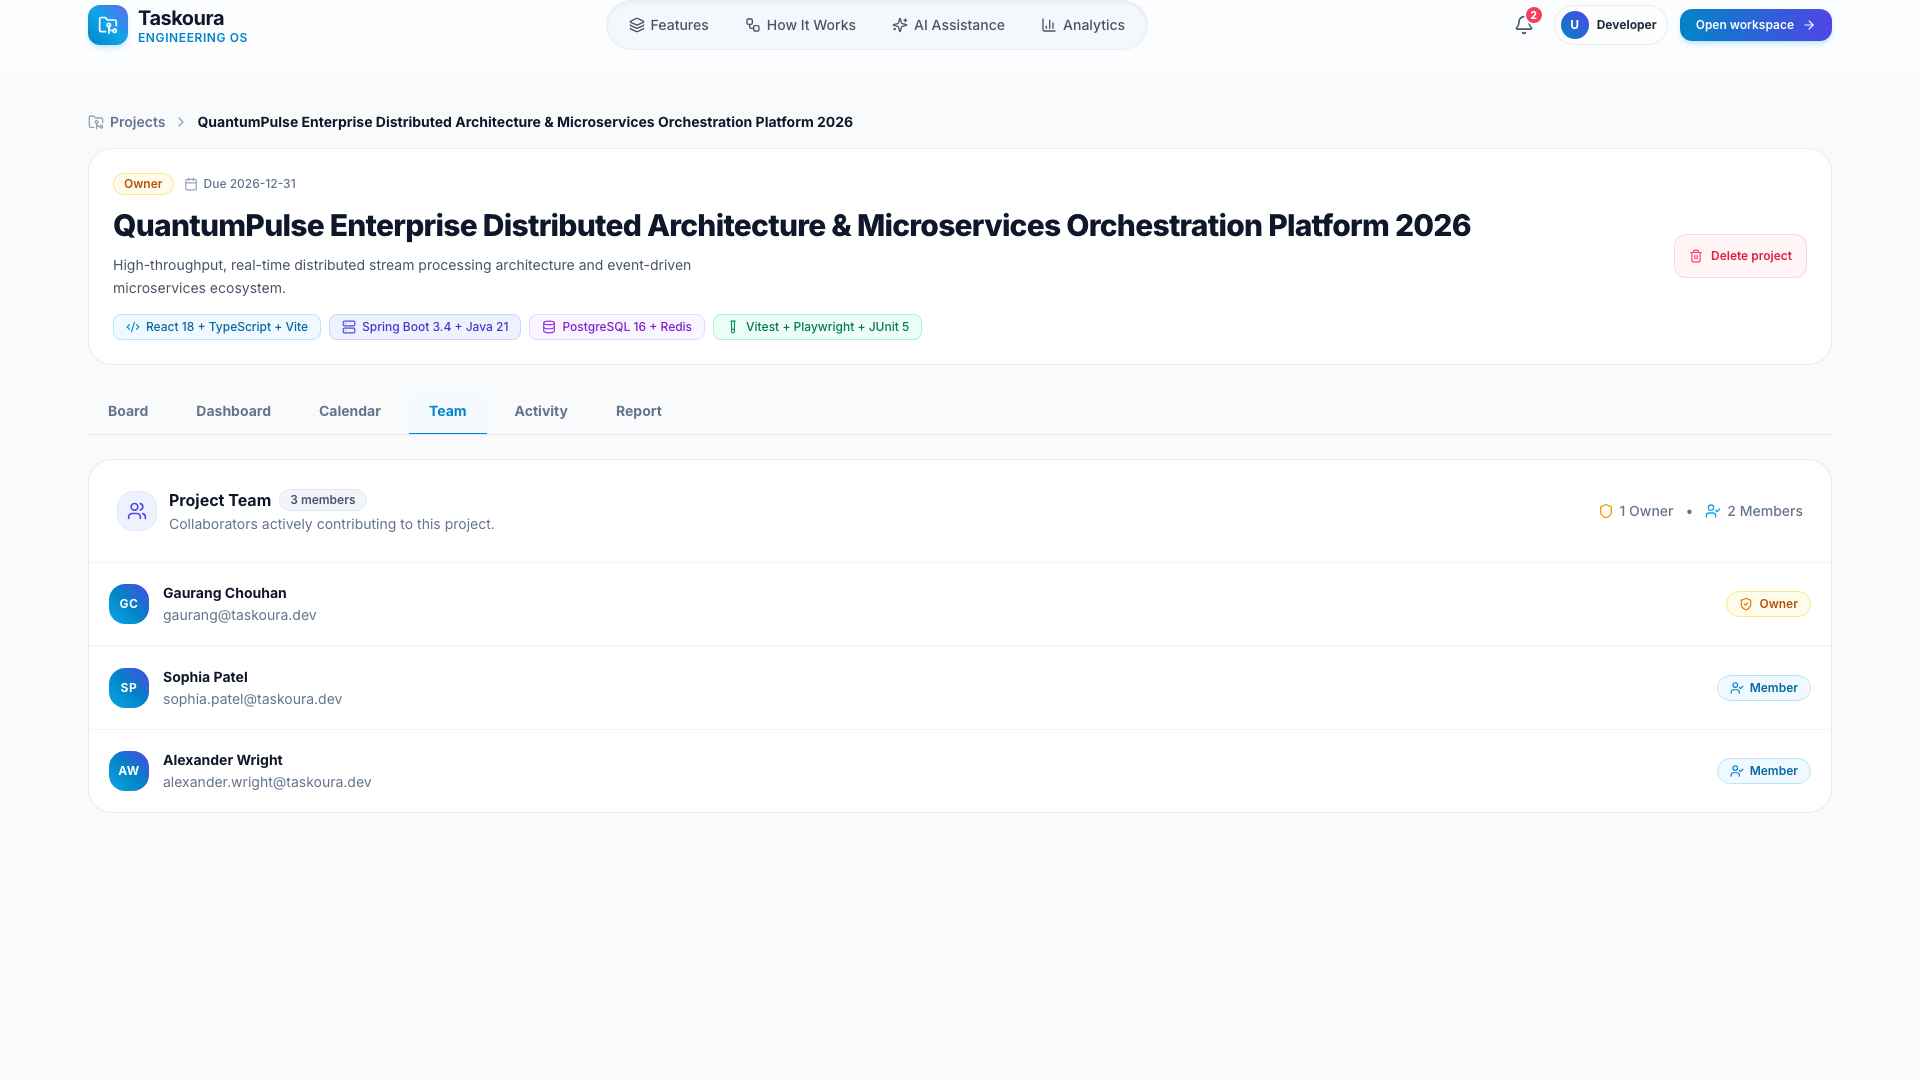 Taskoura
ENGINEERING OS
Features
How It Works
AI Assistance
Analytics
2
U
Developer
Open workspace
Projects
QuantumPulse Enterprise Distributed Architecture & Microservices Orchestration Platform 2026
Owner
Due 2026-12-31
QuantumPulse Enterprise Distributed Architecture & Microservices Orchestration Platform 2026
High-throughput, real-time distributed stream processing architecture and event-driven
microservices ecosystem.
Delete project
React 18 + TypeScript + Vite
Spring Boot 3.4 + Java 21
PostgreSQL 16 + Redis
Vitest + Playwright + JUnit 5
Board
Dashboard
Calendar
Team
Activity
Report
Project Team
3 members
Collaborators actively contributing to this project.
1 Owner • 2 Members
GC
Gaurang Chouhan
gaurang@taskoura.dev
Owner
SP
Sophia Patel
sophia.patel@taskoura.dev
Member
AW
Alexander Wright
alexander.wright@taskoura.dev
Member